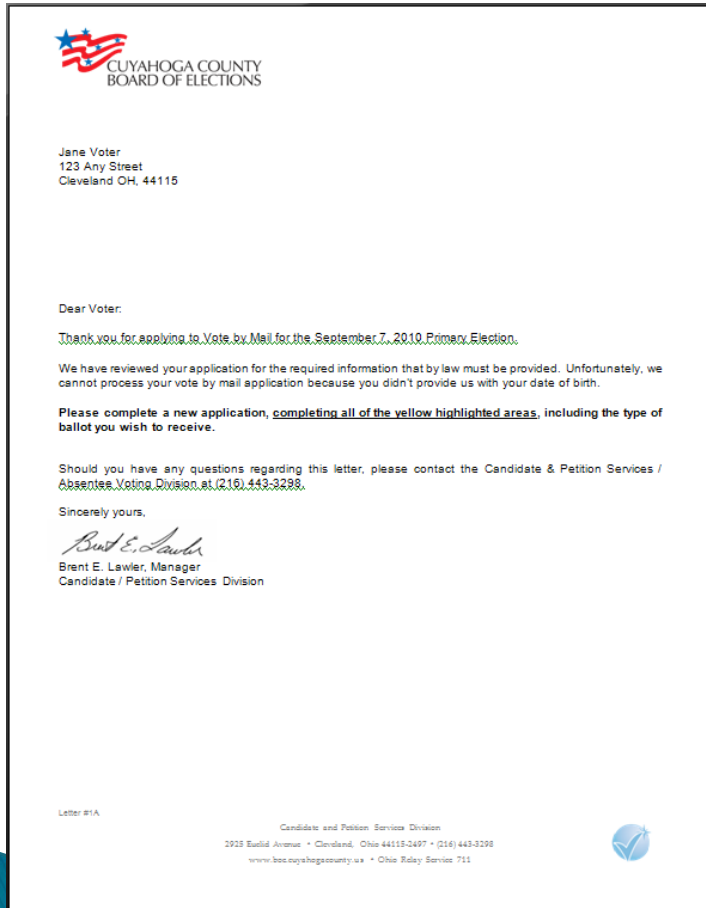 CUYAHOGA COUNTY
BOARD OF ELECTIONS
Jane Voter
123 Any Street
Cleveland OH, 44115
Dear Voter:
Thank you for applying to Vote by Mail for the September 7, 2010 Primary Election.
We have reviewed your application for the required information that by law must be provided. Unfortunately, we
cannot process your vote by mail application because you didn't provide us with your date of birth.
Please complete a new application, completing all of the yellow highlighted areas, including the type of
ballot you wish to receive.
Should you have any questions regarding this letter, please contact the Candidate & Petition Services /
Absentee Voting Division at (216) 443-3298.
Sincerely yours,
Brent E. Lawler
Brent E. Lawler, Manager
Candidate / Petition Services Division
Letter #1A
Candidate and Petition Services Division
2925 Euclid Avenue • Cleveland, Ohio 44115-2497 • (216) 443-3298
www.boe.cuyahogacounty.us • Ohio Relay Service 711